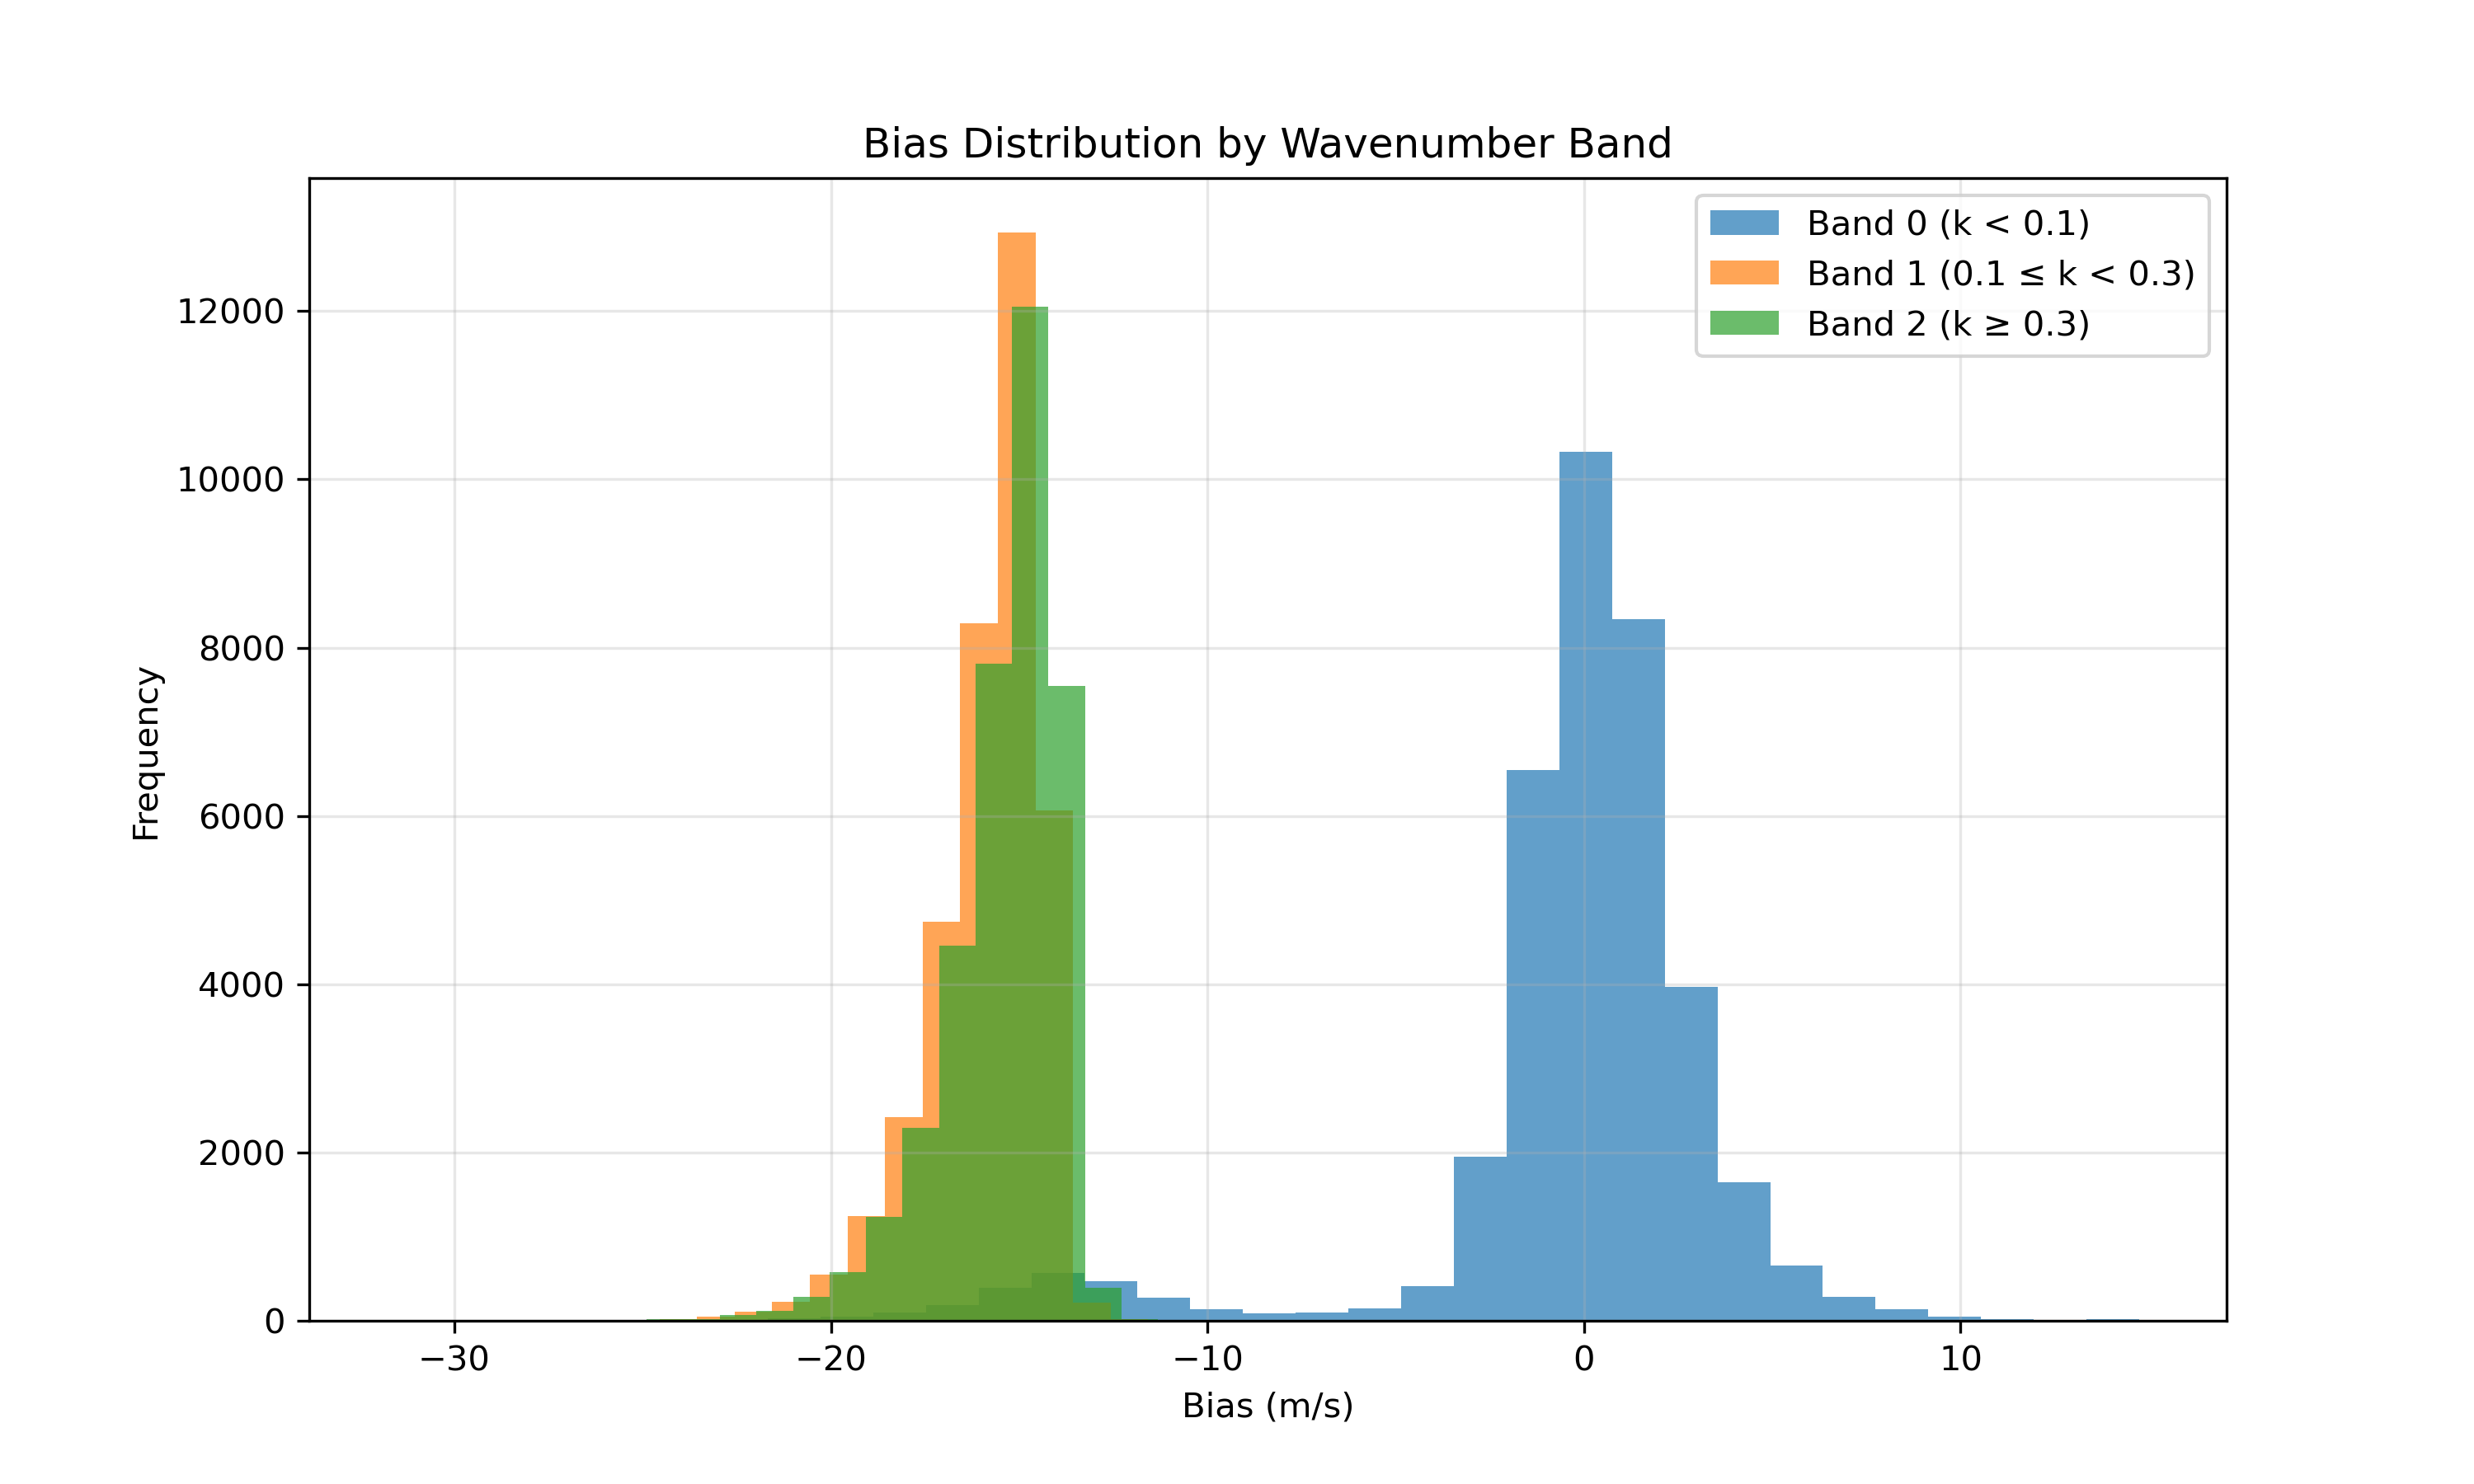 Bias Distribution by Wavenumber Band
Band 0 (k < 0.1)
Band 1 (0.1 ≤ k < 0.3)
Band 2 (k ≥ 0.3)
Frequency
12000
10000
8000
6000
4000
2000
0
−30 −20 −10 0 10
Bias (m/s)